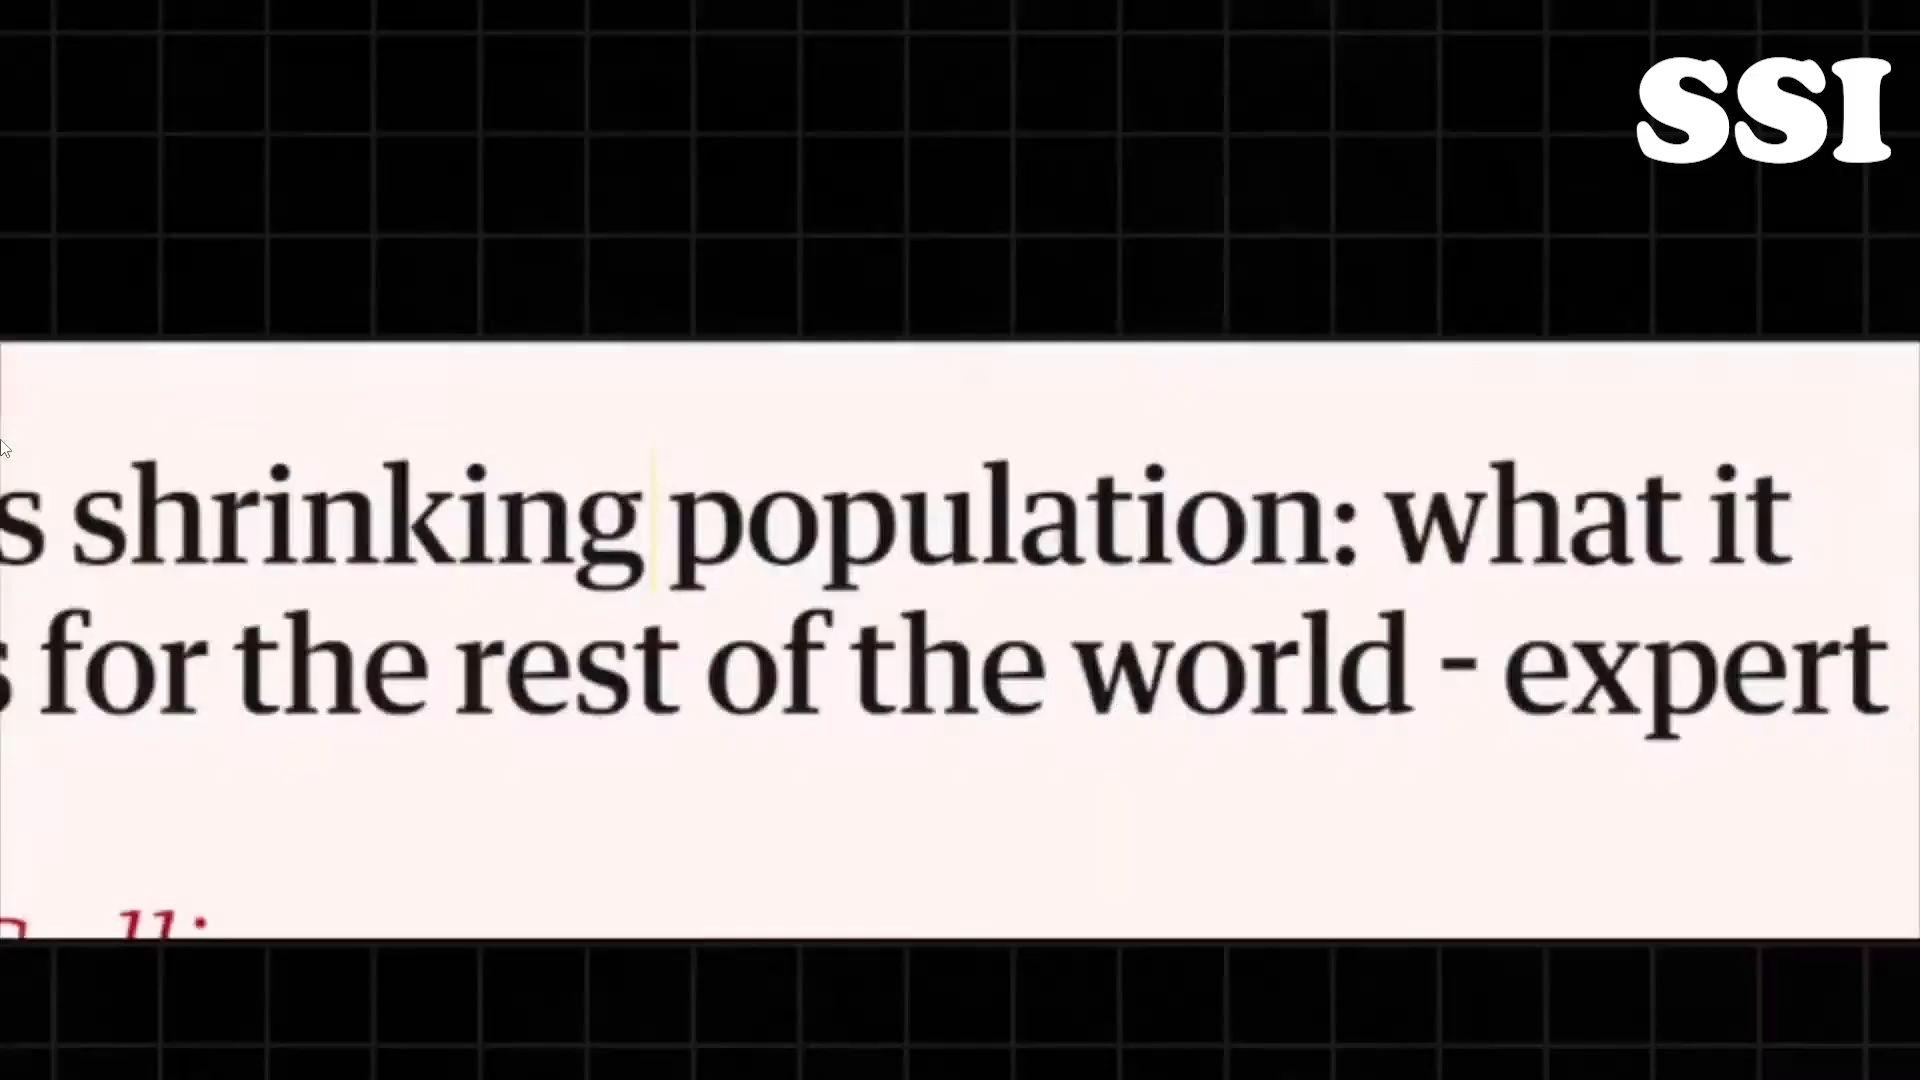 SSI
s shrinking population: what it
s for the rest of the world - expert